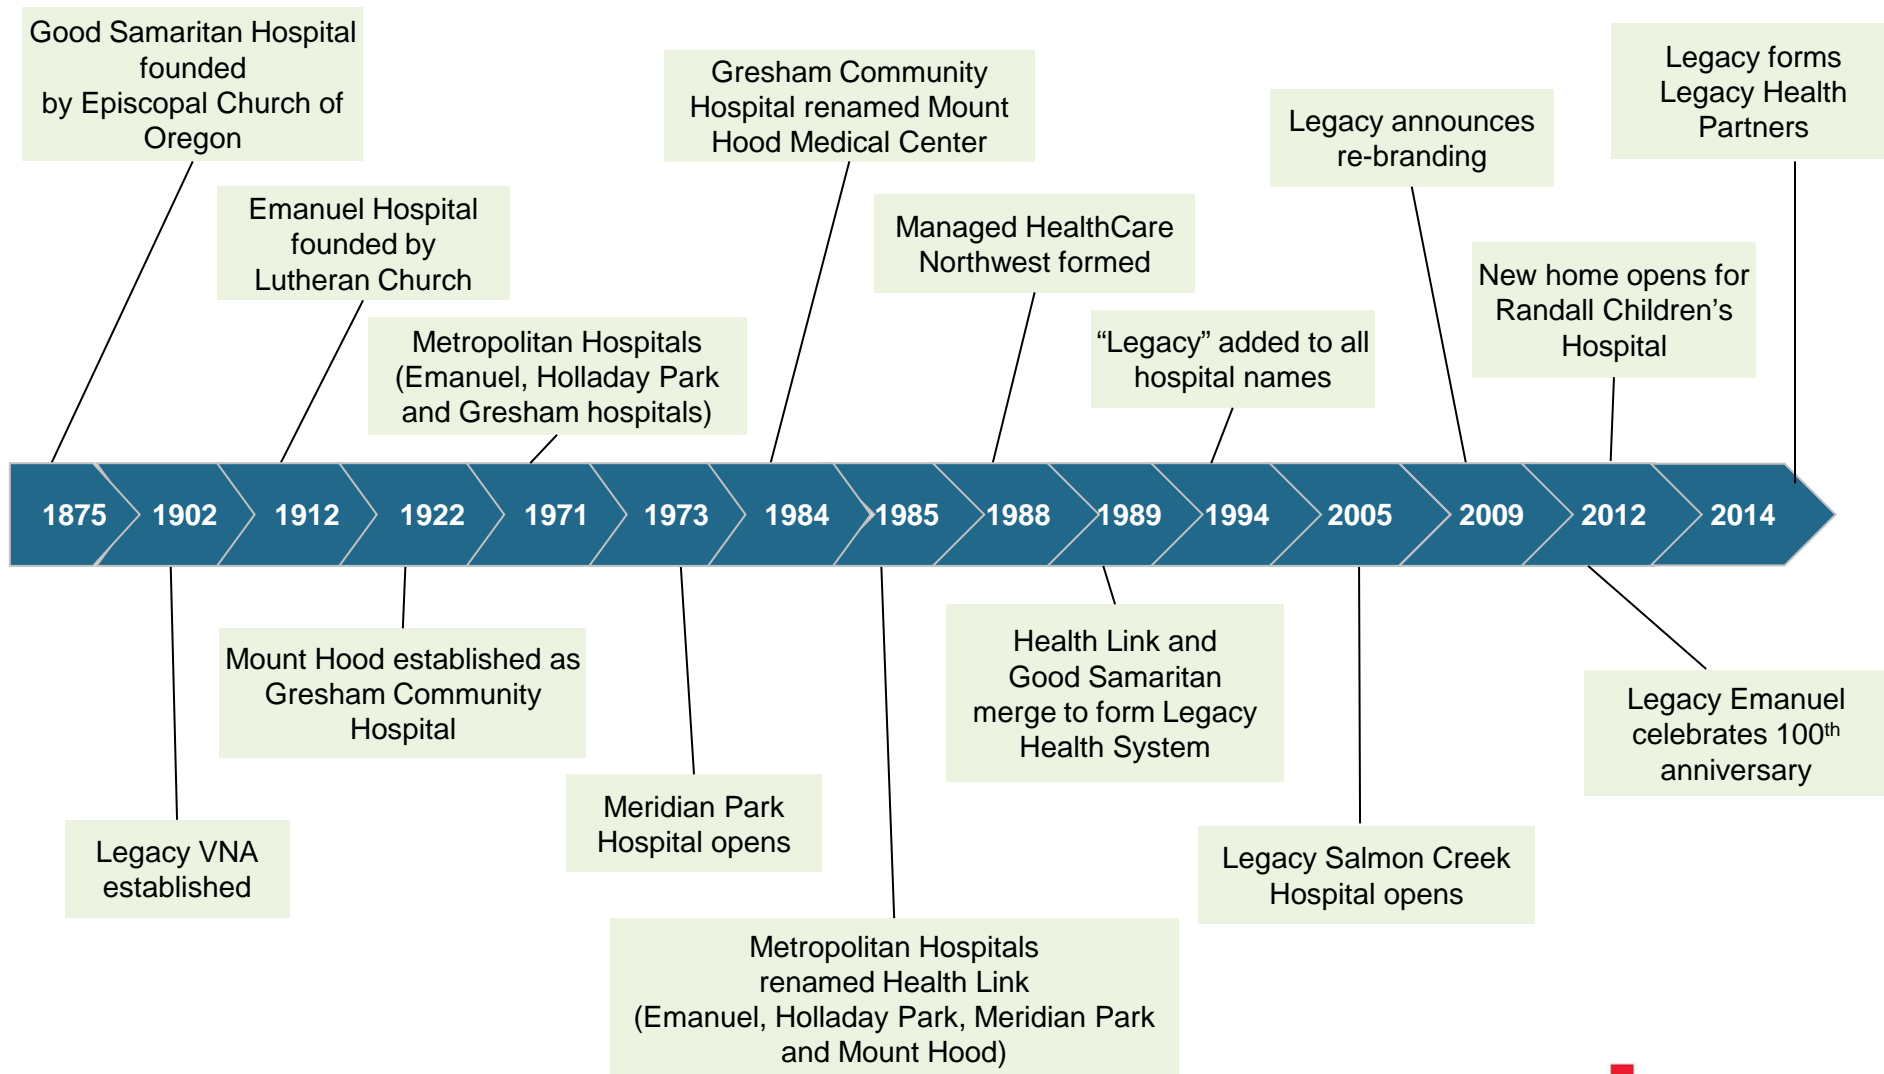 Good Samaritan Hospital
founded
by Episcopal Church of
Oregon
Emanuel Hospital
founded by
Lutheran Church
Metropolitan Hospitals
(Emanuel, Holladay Park
and Gresham hospitals)
Gresham Community
Hospital renamed Mount
Hood Medical Center
Managed HealthCare
Northwest formed
“Legacy” added to all
hospital names
Legacy announces
re-branding
New home opens for
Randall Children’s
Hospital
Legacy forms
Legacy Health
Partners
1875 1902 1912 1922 1971 1973 1984 1985 1988 1989 1994 2005 2009 2012 2014
Legacy VNA
established
Mount Hood established as
Gresham Community
Hospital
Meridian Park
Hospital opens
Metropolitan Hospitals
renamed Health Link
(Emanuel, Holladay Park, Meridian Park
and Mount Hood)
Health Link and
Good Samaritan
merge to form Legacy
Health System
Legacy Salmon Creek
Hospital opens
Legacy Emanuel
celebrates 100th
anniversary